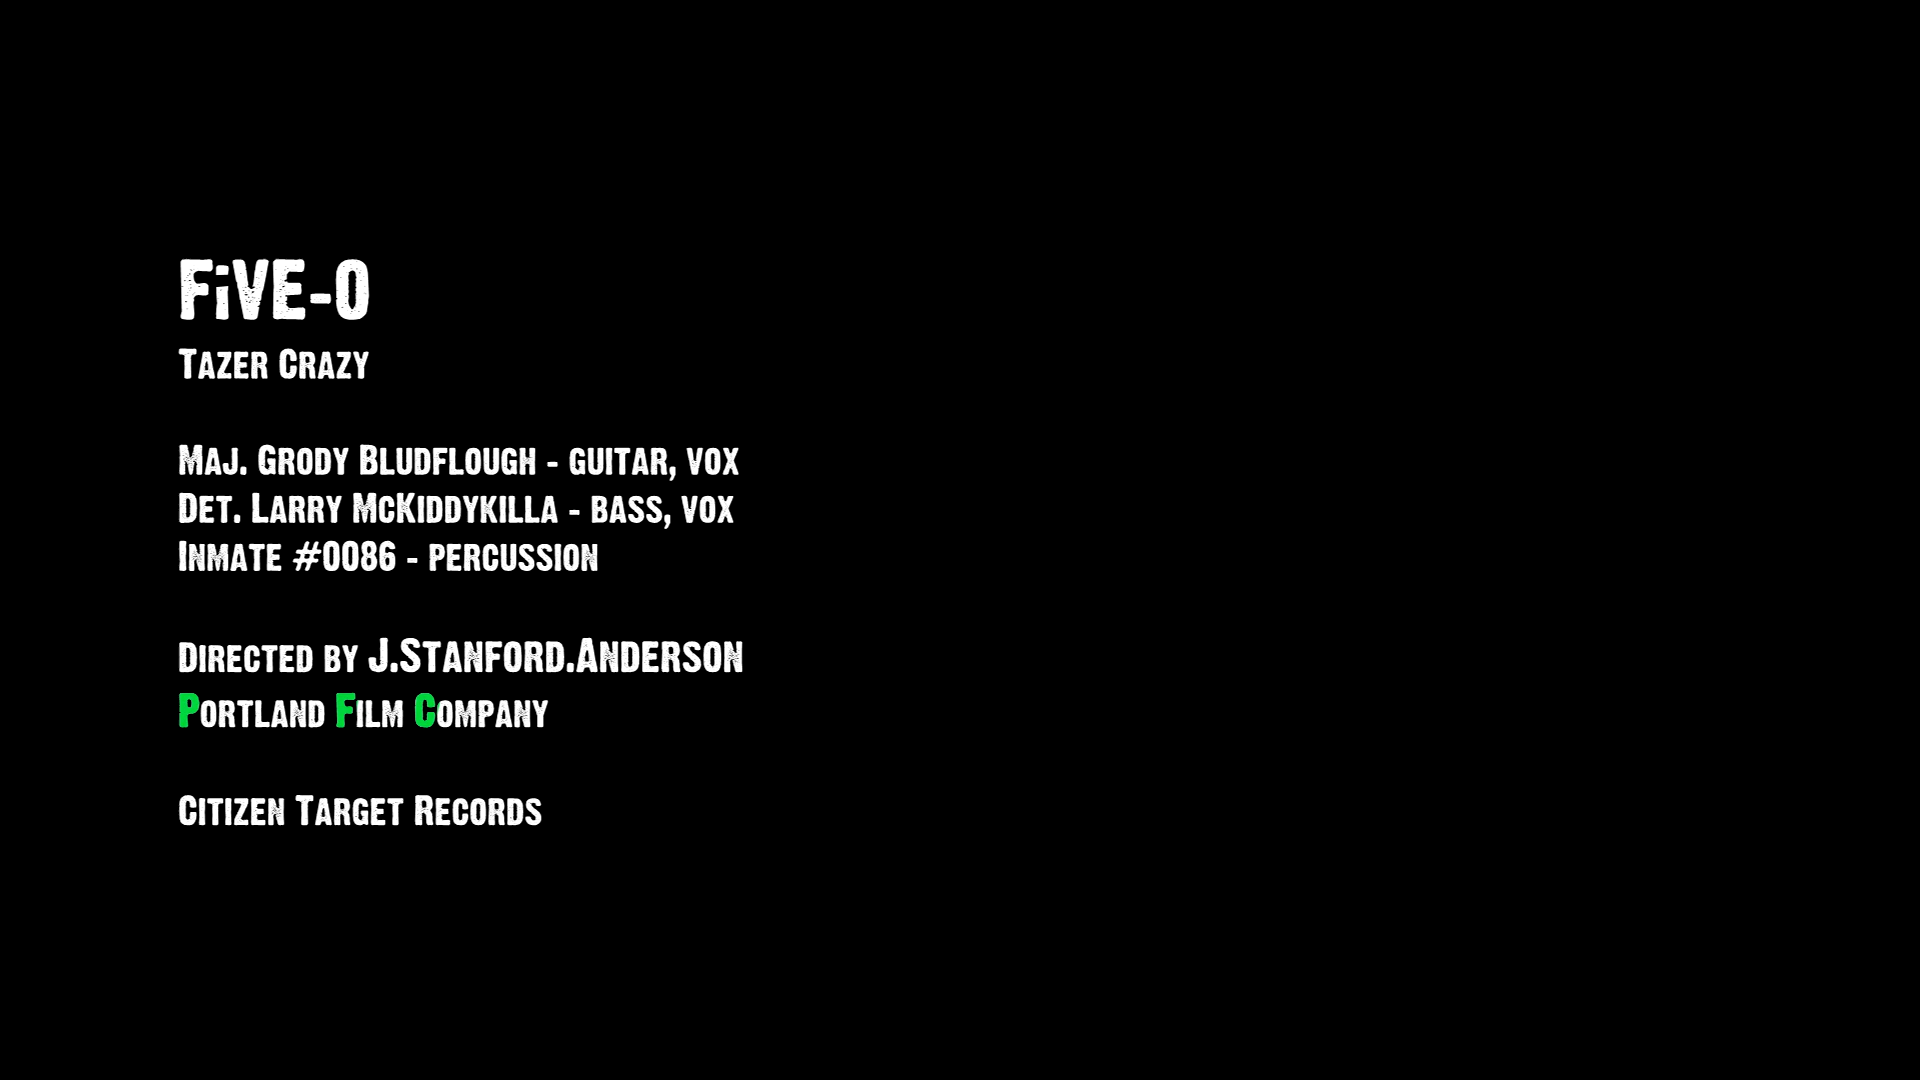 FiVE-O
Tazer Crazy
Maj. Grody Bludflough - guitar, vox
Det. Larry McKiddykilla - bass, vox
Inmate #0086 - percussion
Directed by J.Stanford.Anderson
Portland Film Company
Citizen Target Records